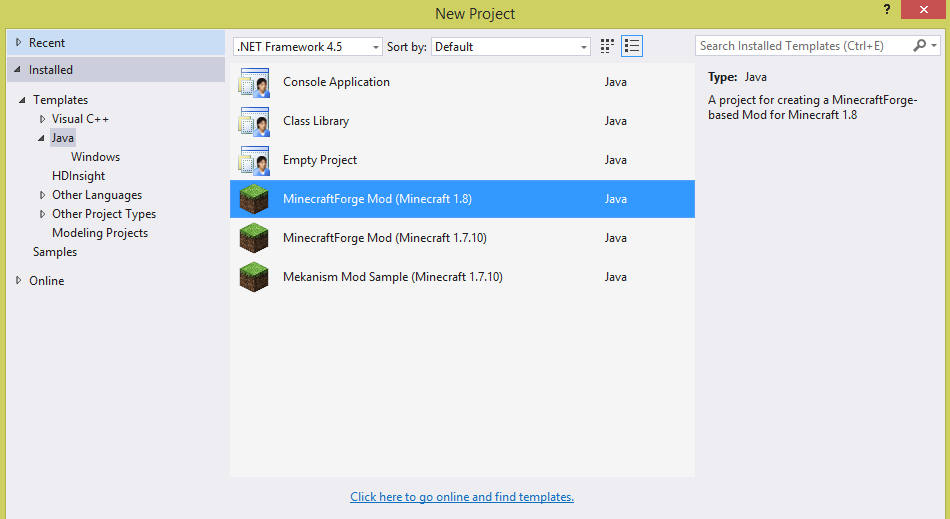 New Project
?
Recent
Installed
Templates
Visual C++
Java
Windows
HDInsight
Other Languages
Other Project Types
Modeling Projects
Samples
Online
.NET Framework 4.5 Sort by: Default
Console Application Java
Class Library Java
Empty Project Java
MinecraftForge Mod (Minecraft 1.8) Java
MinecraftForge Mod (Minecraft 1.7.10) Java
Mekanism Mod Sample (Minecraft 1.7.10) Java
Click here to go online and find templates.
Search Installed Templates (Ctrl+E)
Type: Java
A project for creating a MinecraftForge-
based Mod for Minecraft 1.8